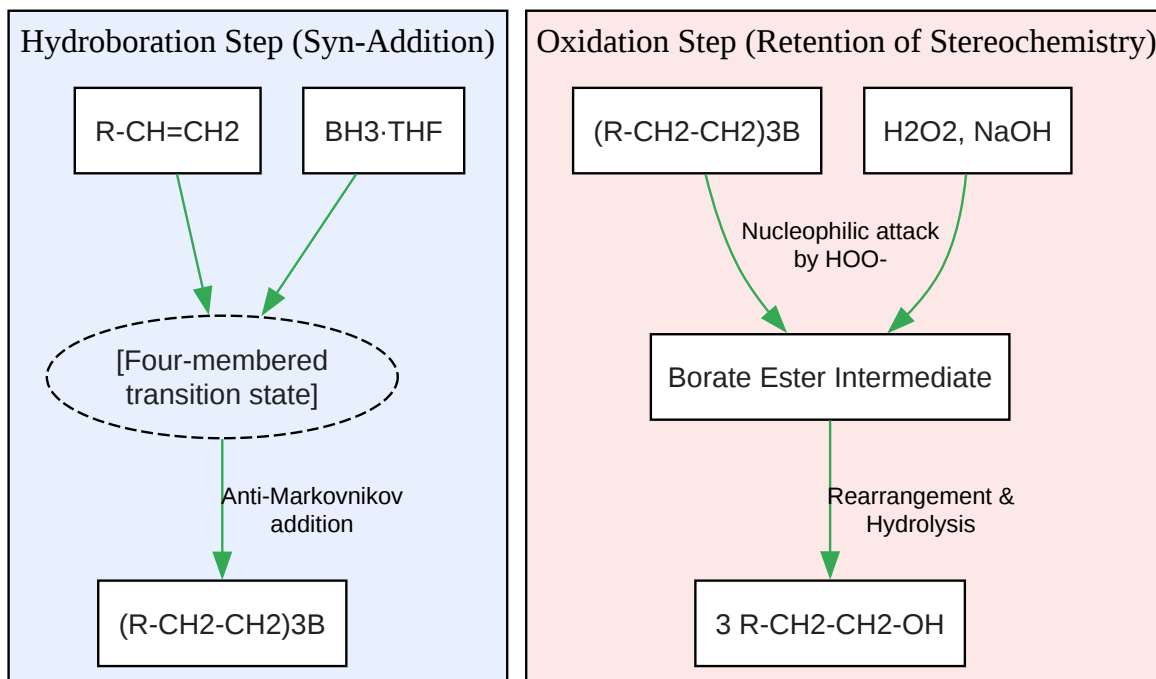 Hydroboration Step (Syn-Addition)
R-CH=CH2
BH3·THF
[Four-membered
transition state]
Anti-Markovnikov
addition
(R-CH2-CH2)3B
Oxidation Step (Retention of Stereochemistry)
(R-CH2-CH2)3B
H2O2, NaOH
Nucleophilic attack
by HOO-
Borate Ester Intermediate
Rearrangement &
Hydrolysis
3 R-CH2-CH2-OH